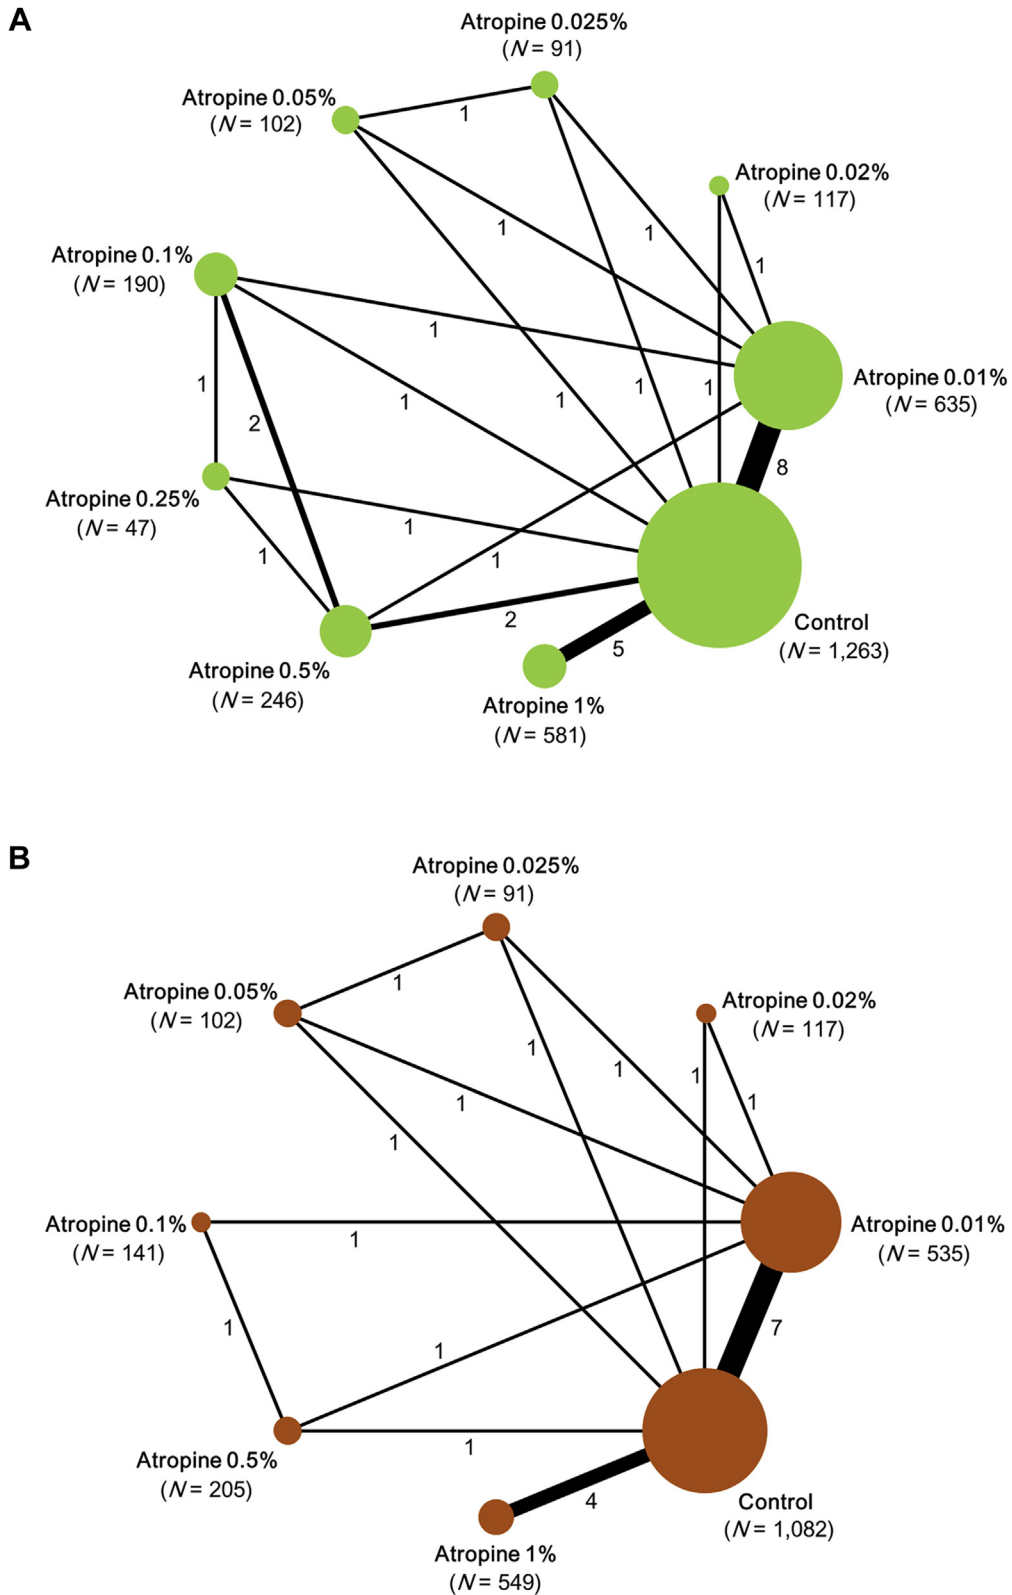 A
Atropine 0.025%
(N = 91)
Atropine 0.05%
(N = 102)
1
Atropine 0.02%
(N = 117)
1
1
1
Atropine 0.1%
(N = 190)
1
Atropine 0.01%
(N = 635)
1
1
1
1
1
2
8
Atropine 0.25%
(N = 47)
1
1
1
2
5
Control
(N = 1,263)
Atropine 0.5%
(N = 246)
Atropine 1%
(N = 581)
B
Atropine 0.025%
(N = 91)
Atropine 0.05%
(N = 102)
1
Atropine 0.02%
(N = 117)
1
1
1
1
1
1
Atropine 0.1%
(N = 141)
1
Atropine 0.01%
(N = 535)
1
7
1
Atropine 0.5%
(N = 205)
1
4
Control
(N = 1,082)
Atropine 1%
(N = 549)